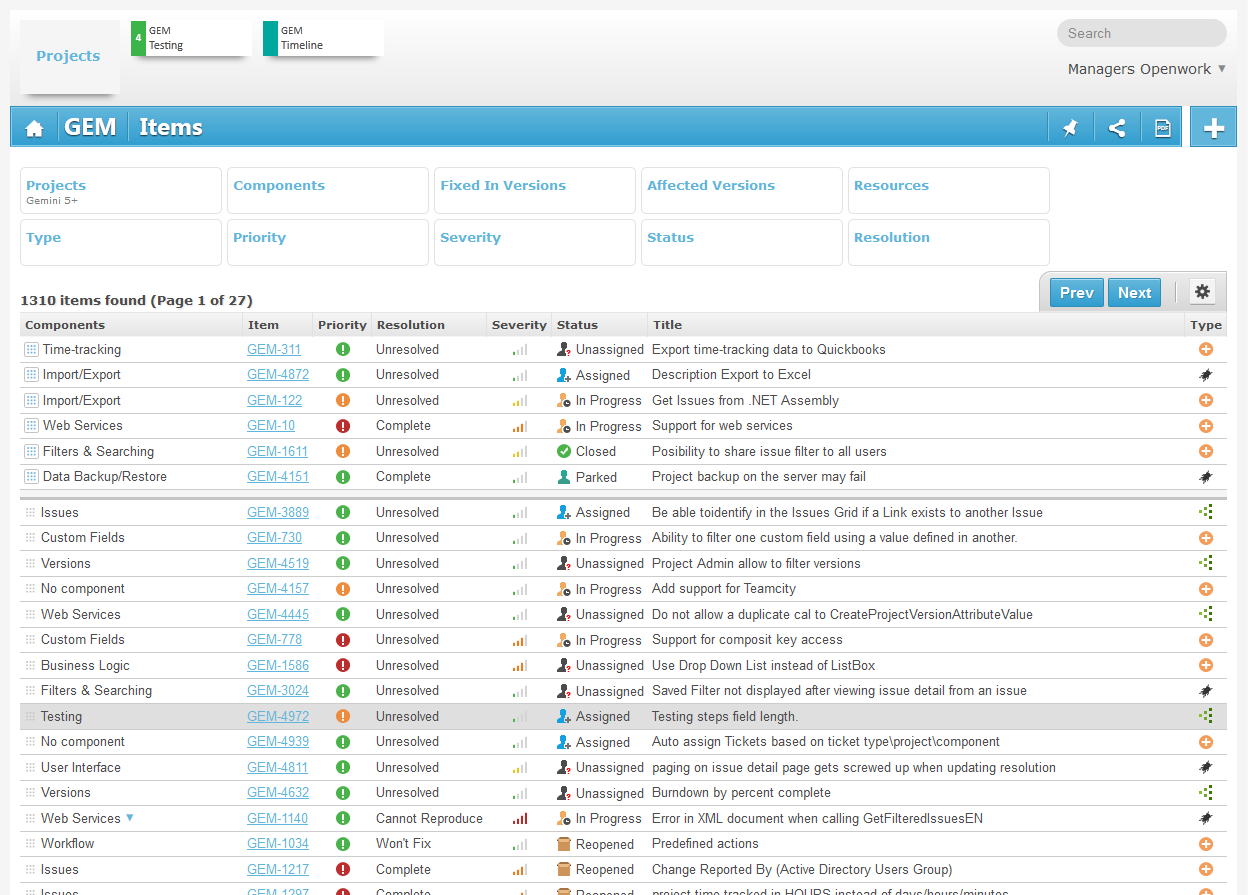 Projects
4
GEM
Testing
GEM
Timeline
Search
Managers Openwork ▼
GEM Items
PDF
Projects
Gemini 5+
Components
Fixed In Versions
Affected Versions
Resources
Type
Priority
Severity
Status
Resolution
1310 items found (Page 1 of 27)
Prev Next
Components Item Priority Resolution Severity Status Title Type
Time-tracking GEM-311 Unresolved Unassigned Export time-tracking data to Quickbooks
Import/Export GEM-4872 Unresolved Assigned Description Export to Excel
Import/Export GEM-122 Unresolved In Progress Get Issues from .NET Assembly
Web Services GEM-10 Complete In Progress Support for web services
Filters & Searching GEM-1611 Unresolved Closed Posibility to share issue filter to all users
Data Backup/Restore GEM-4151 Complete Parked Project backup on the server may fail
Issues GEM-3889 Unresolved Assigned Be able toidentify in the Issues Grid if a Link exists to another Issue
Custom Fields GEM-730 Unresolved In Progress Ability to filter one custom field using a value defined in another.
Versions GEM-4519 Unresolved Unassigned Project Admin allow to filter versions
No component GEM-4157 Unresolved In Progress Add support for Teamcity
Web Services GEM-4445 Unresolved Unassigned Do not allow a duplicate cal to CreateProjectVersionAttributeValue
Custom Fields GEM-778 Unresolved In Progress Support for composit key access
Business Logic GEM-1586 Unresolved Unassigned Use Drop Down List instead of ListBox
Filters & Searching GEM-3024 Unresolved Unassigned Saved Filter not displayed after viewing issue detail from an issue
Testing GEM-4972 Unresolved Assigned Testing steps field length.
No component GEM-4939 Unresolved Assigned Auto assign Tickets based on ticket type\project\component
User Interface GEM-4811 Unresolved Unassigned paging on issue detail page gets screwed up when updating resolution
Versions GEM-4632 Unresolved Unassigned Burndown by percent complete
Web Services ▼ GEM-1140 Cannot Reproduce In Progress Error in XML document when calling GetFilteredIssuesEN
Workflow GEM-1034 Won't Fix Reopened Predefined actions
Issues GEM-1217 Complete Reopened Change Reported By (Active Directory Users Group)
Issues GEM-1297 Complete Reopened project time tracked in HOURS instead of days/hours/minutes